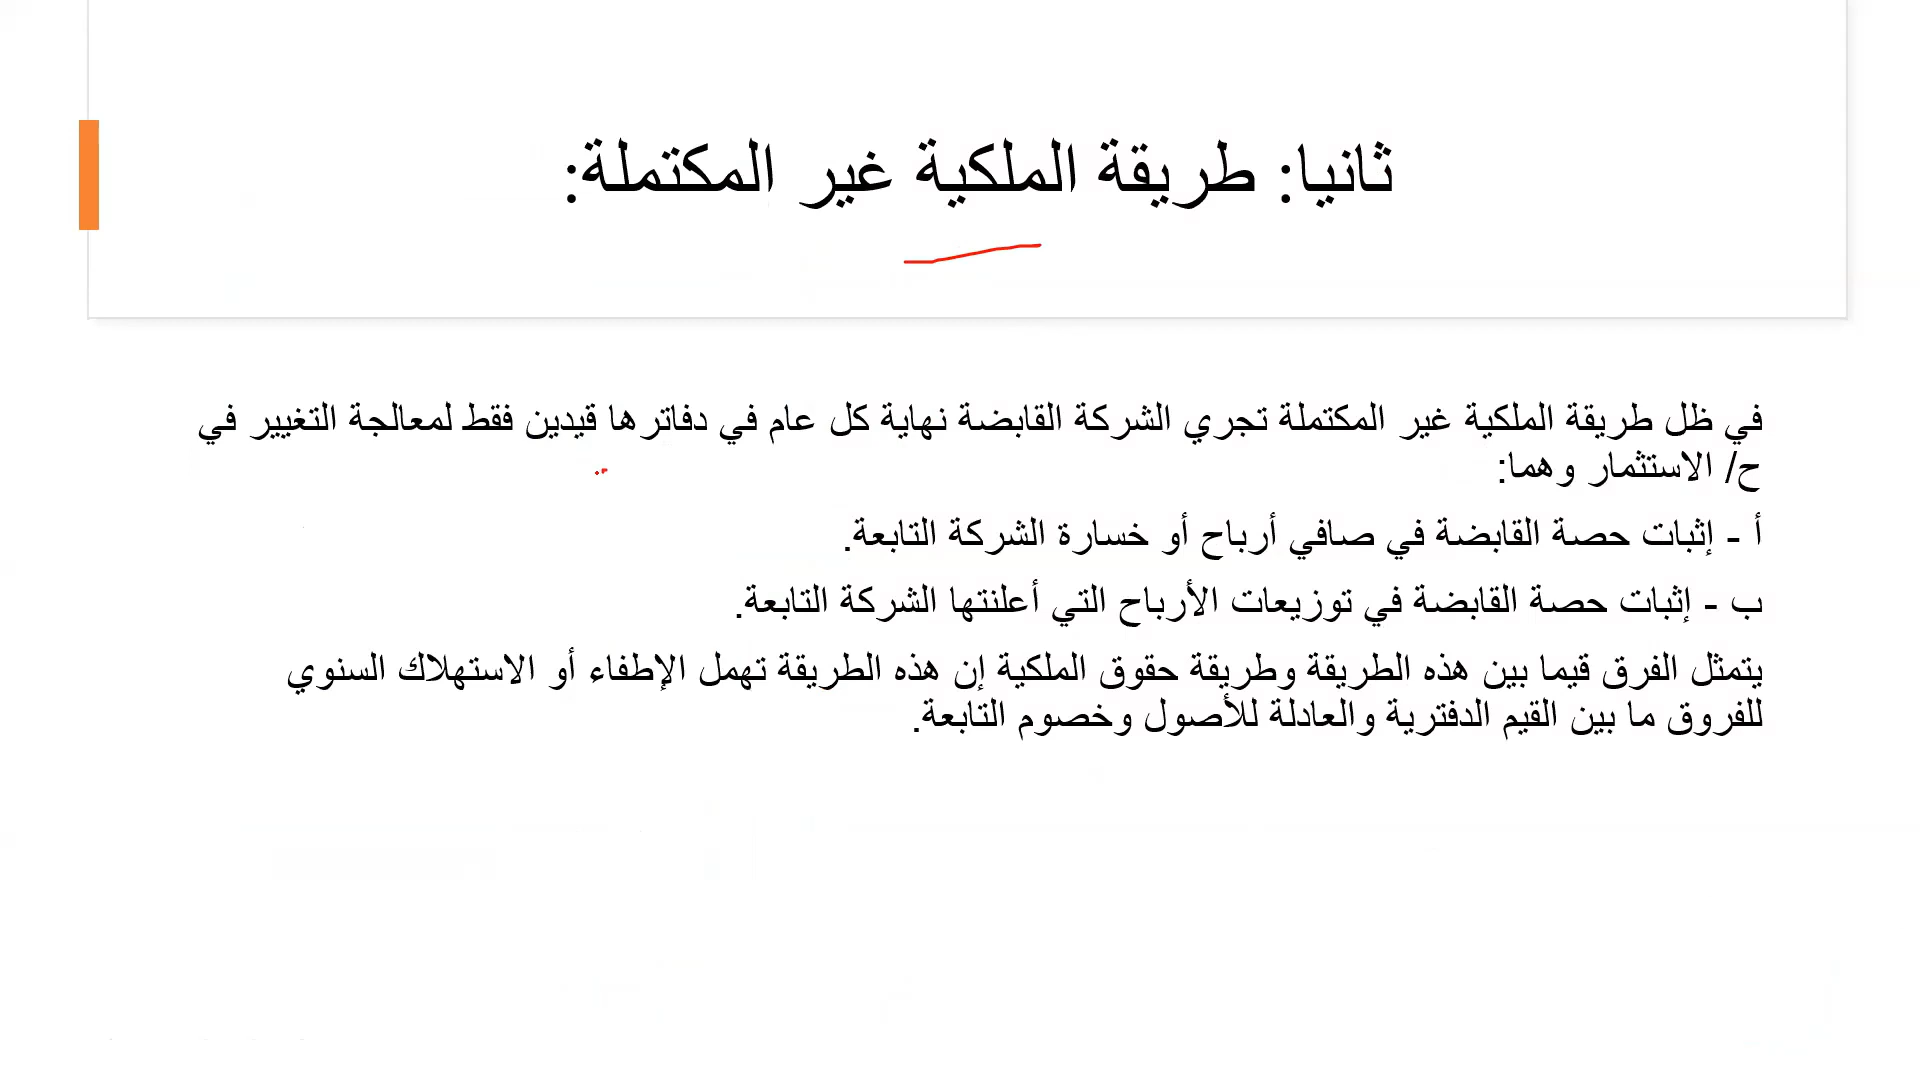 ثانيا: طريقة الملكية غير المكتملة:
في ظل طريقة الملكية غير المكتملة تجري الشركة القابضة نهاية كل عام في دفاترها قيدين فقط لمعالجة التغيير في
ح/ الاستثمار وهما:
أ - إثبات حصة القابضة في صافي أرباح أو خسارة الشركة التابعة.
ب - إثبات حصة القابضة في توزيعات الأرباح التي أعلنتها الشركة التابعة.
يتمثل الفرق قيما بين هذه الطريقة وطريقة حقوق الملكية إن هذه الطريقة تهمل الإطفاء أو الاستهلاك السنوي
للفروق ما بين القيم الدفترية والعادلة للأصول وخصوم التابعة.